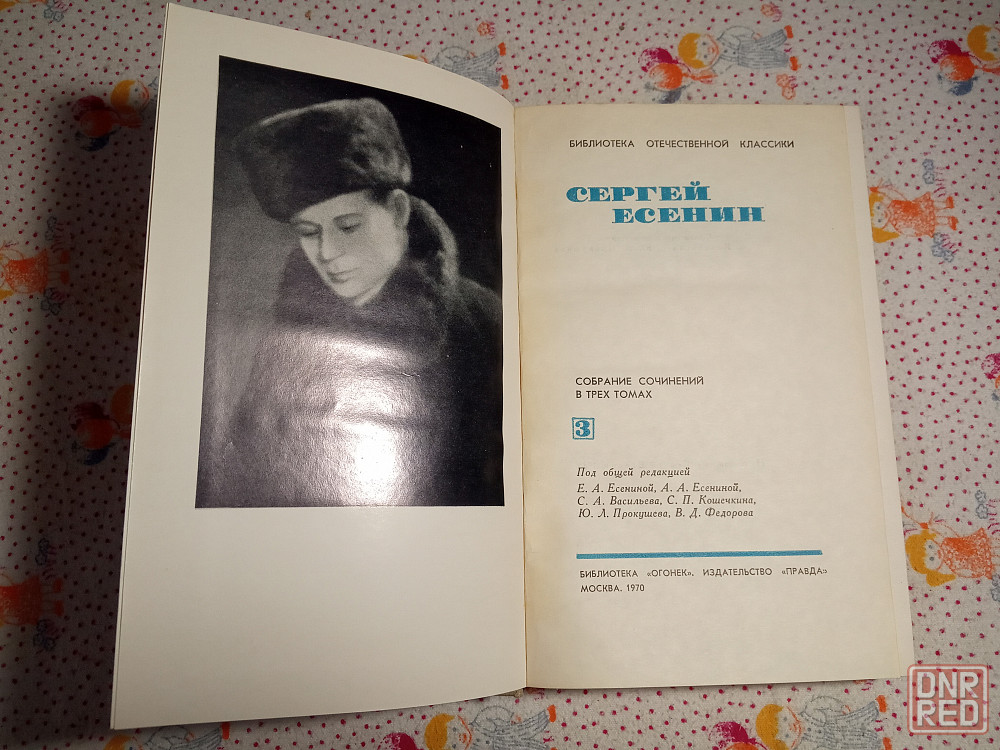 БИБЛИОТЕКА ОТЕЧЕСТВЕННОЙ КЛАССИКИ
СЕРГЕЙ
ЕСЕНИН
СОБРАНИЕ СОЧИНЕНИЙ
В ТРЕХ ТОМАХ
3
Под общей редакцией
Е. А. Есениной, А. А. Есениной,
С. А. Васильева, С. П. Кошечкина,
Ю. Л. Прокушева, В. Д. Федорова
БИБЛИОТЕКА «ОГОНЕК». ИЗДАТЕЛЬСТВО «ПРАВДА»
МОСКВА. 1970
DNR
RED